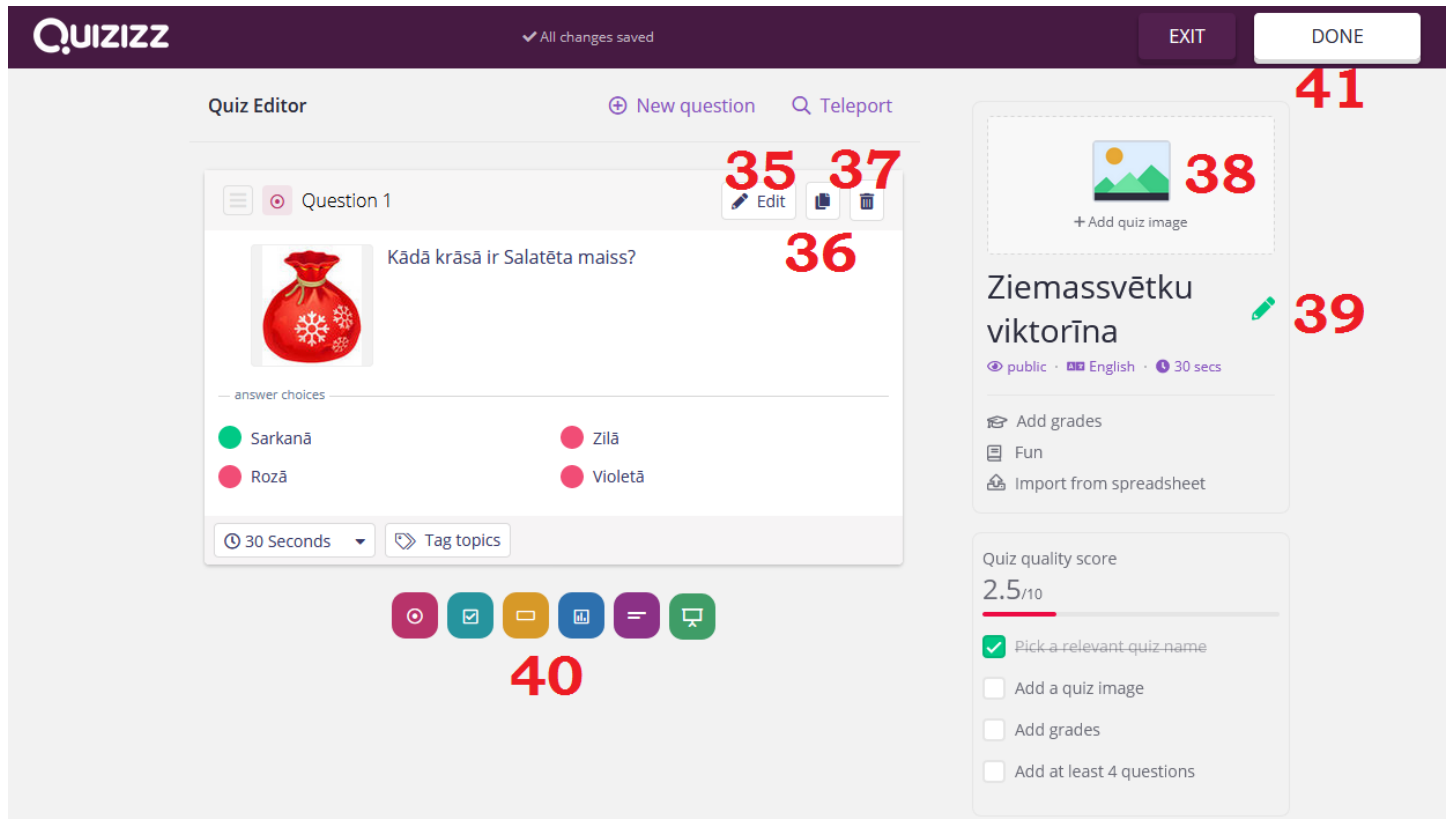 Quizizz
All changes saved
EXIT
DONE
41
Quiz Editor
New question
Teleport
35
37
Question 1
Edit
36
Kādā krāsā ir Salatēta maiss?
answer choices
Sarkanā
Zilā
Rozā
Violetā
30 Seconds
Tag topics
40
38
+ Add quiz image
Ziemassvētku
viktorīna
39
public · English · 30 secs
Add grades
Fun
Import from spreadsheet
Quiz quality score
2.5/10
Pick a relevant quiz name
Add a quiz image
Add grades
Add at least 4 questions